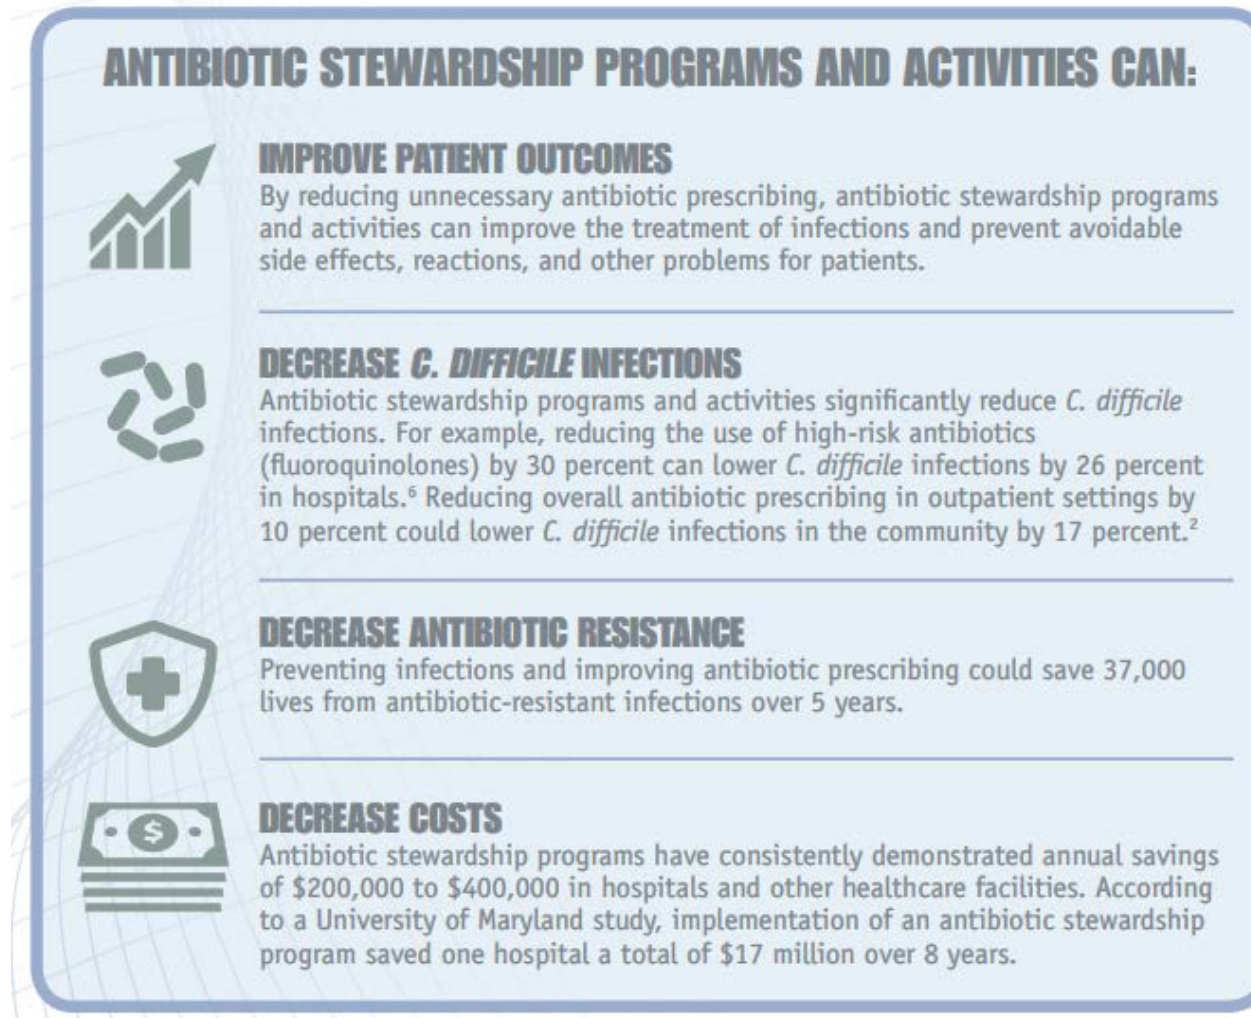 ANTIBIOTIC STEWARDSHIP PROGRAMS AND ACTIVITIES CAN:
IMPROVE PATIENT OUTCOMES
By reducing unnecessary antibiotic prescribing, antibiotic stewardship programs
and activities can improve the treatment of infections and prevent avoidable
side effects, reactions, and other problems for patients.
DECREASE C. DIFFICILE INFECTIONS
Antibiotic stewardship programs and activities significantly reduce C. difficile
infections. For example, reducing the use of high-risk antibiotics
(fluoroquinolones) by 30 percent can lower C. difficile infections by 26 percent
in hospitals.⁶ Reducing overall antibiotic prescribing in outpatient settings by
10 percent could lower C. difficile infections in the community by 17 percent.²
DECREASE ANTIBIOTIC RESISTANCE
Preventing infections and improving antibiotic prescribing could save 37,000
lives from antibiotic-resistant infections over 5 years.
$
DECREASE COSTS
Antibiotic stewardship programs have consistently demonstrated annual savings
of $200,000 to $400,000 in hospitals and other healthcare facilities. According
to a University of Maryland study, implementation of an antibiotic stewardship
program saved one hospital a total of $17 million over 8 years.